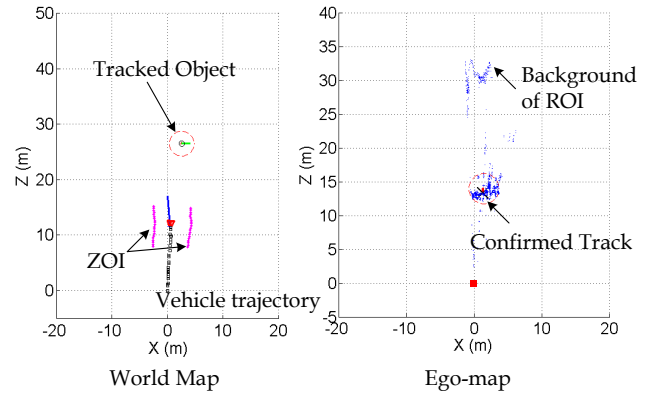 50
40
30
20
10
0
-20
-10
0
10
20
Z (m)
X (m)
Tracked Object
ZOI
Vehicle trajectory
World Map
40
35
30
25
20
15
10
5
0
-5
-20
-10
0
10
20
Z (m)
X (m)
Background
of ROI
Confirmed Track
Ego-map